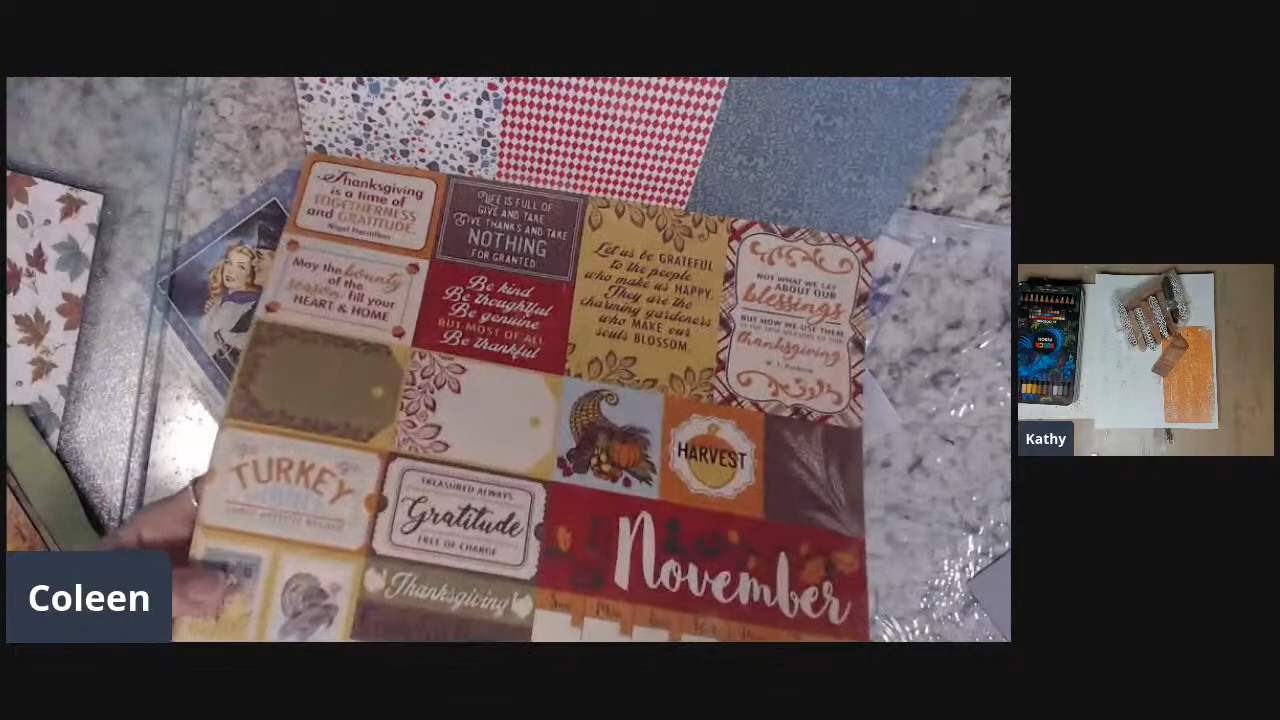 Thanksgiving
is a time of
TOGETHERNESS
and GRATITUDE.
Nigel Hamilton
LIFE IS FULL OF
GIVE AND TAKE
GIVE THANKS AND TAKE
NOTHING
FOR GRANTED
Let us be GRATEFUL
to the people
who make us HAPPY.
They are the
charming gardeners
who MAKE our
souls BLOSSOM.
NOT WHAT WE SAY
ABOUT OUR
blessings
BUT HOW WE USE THEM
thanksgiving
May the bounty
of the
season fill your
HEART & HOME
Be kind
Be thoughtful
Be genuine
BUT MOST OF ALL
Be thankful
HARVEST
TURKEY
TREASURED ALWAYS
Gratitude
FREE OF CHARGE
Thanksgiving
November
Coleen
Kathy